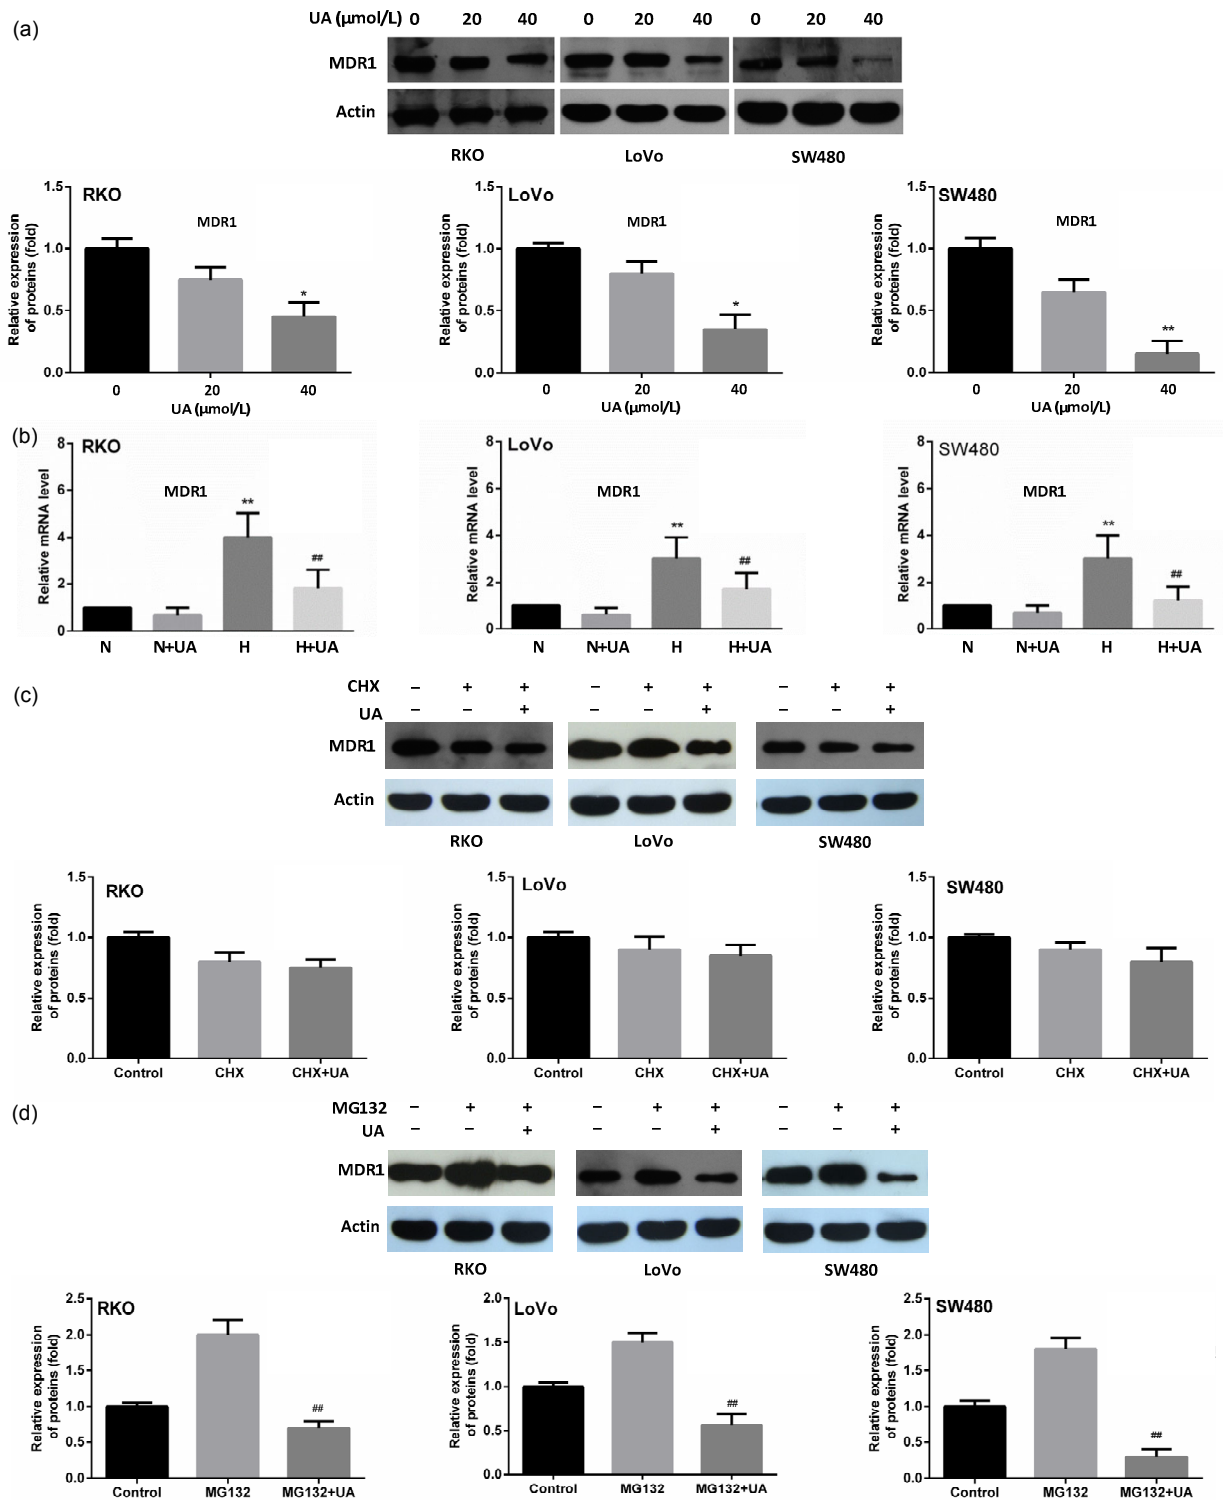 (a)
UA (μmol/L) 0 20 40 0 20 40 0 20 40
MDR1
Actin
RKO LoVo SW480
RKO
MDR1
Relative expression
of proteins (fold)
1.5
1.0
0.5
0.0
*
0 20 40
UA (μmol/L)
LoVo
MDR1
Relative expression
of proteins (fold)
1.5
1.0
0.5
0.0
*
0 20 40
UA (μmol/L)
SW480
MDR1
Relative expression
of proteins (fold)
1.5
1.0
0.5
0.0
**
0 20 40
UA (μmol/L)
(b)
RKO
MDR1
Relative mRNA level
8
6
4
2
0
**
##
N N+UA H H+UA
LoVo
MDR1
Relative mRNA level
8
6
4
2
0
**
##
N N+UA H H+UA
SW480
MDR1
Relative mRNA level
8
6
4
2
0
**
##
N N+UA H H+UA
(c)
CHX − + + − + + − + +
UA − − + − − + − − +
MDR1
Actin
RKO LoVo SW480
RKO
Relative expression
of proteins (fold)
1.5
1.0
0.5
0.0
Control CHX CHX+UA
LoVo
Relative expression
of proteins (fold)
1.5
1.0
0.5
0.0
Control CHX CHX+UA
SW480
Relative expression
of proteins (fold)
1.5
1.0
0.5
0.0
Control CHX CHX+UA
(d)
MG132 − + + − + + − + +
UA − − + − − + − − +
MDR1
Actin
RKO LoVo SW480
RKO
Relative expression
of proteins (fold)
2.5
2.0
1.5
1.0
0.5
0.0
##
Control MG132 MG132+UA
LoVo
Relative expression
of proteins (fold)
2.0
1.5
1.0
0.5
0.0
##
Control MG132 MG132+UA
SW480
Relative expression
of proteins (fold)
2.5
2.0
1.5
1.0
0.5
0.0
##
Control MG132 MG132+UA